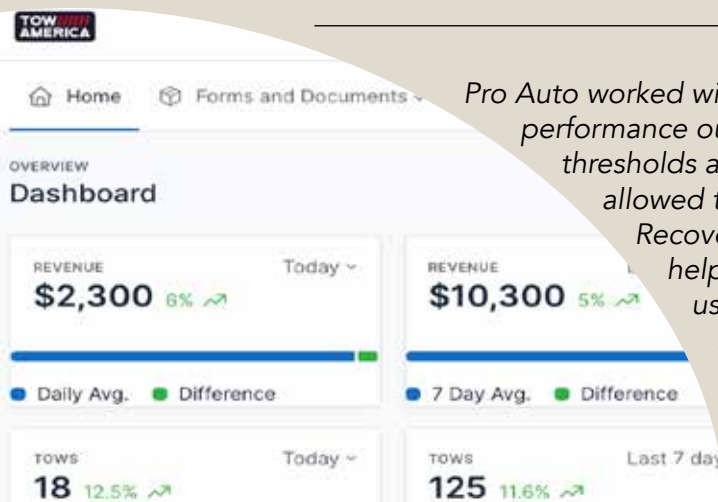 TOW
AMERICA
Home Forms and Documents
OVERVIEW
Dashboard
REVENUE Today
$2,300 6%
Daily Avg. Difference
REVENUE
$10,300 5%
7 Day Avg. Difference
TOWS Today
18 12.5%
TOWS Last 7 day
125 11.6%
Pro Auto worked wi
performance ou
thresholds a
allowed t
Recove
help
us